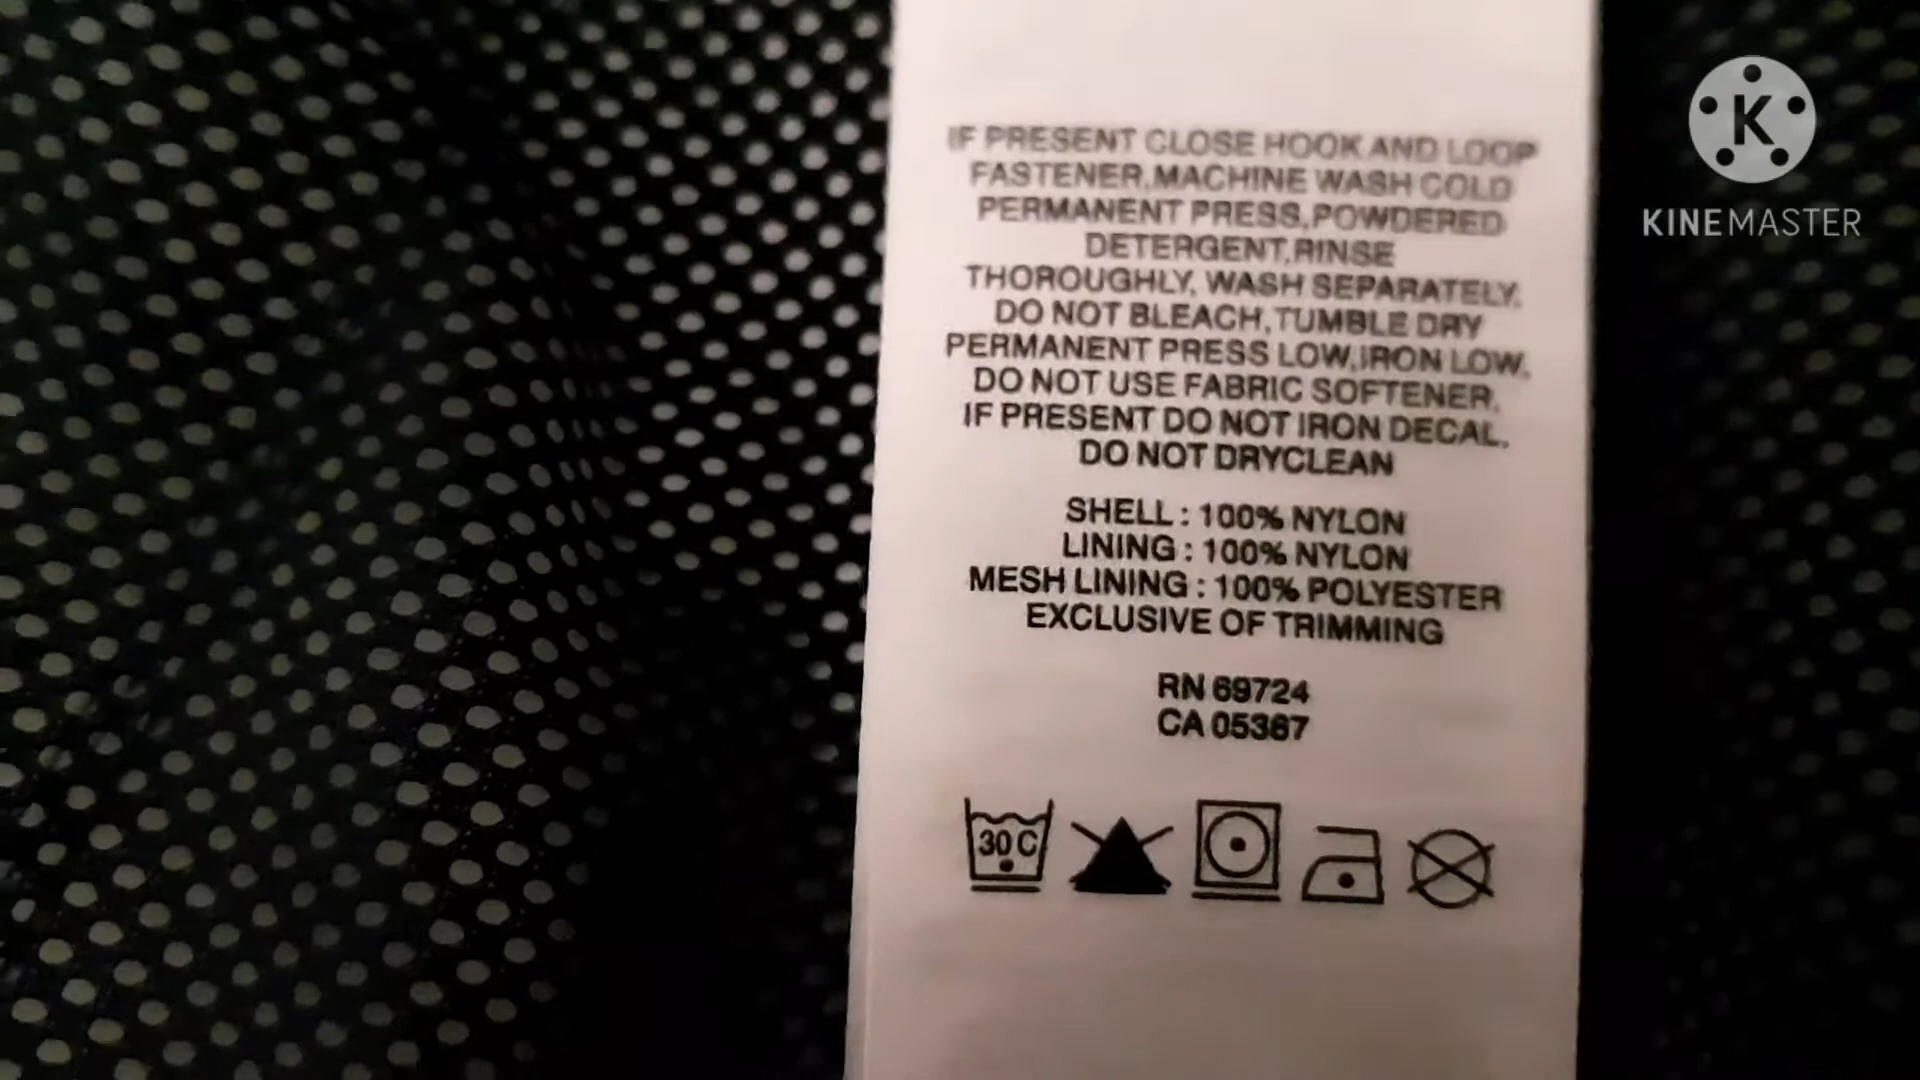 IF PRESENT CLOSE HOOK AND LOOP
FASTENER,MACHINE WASH COLD
PERMANENT PRESS,POWDERED
DETERGENT,RINSE
THOROUGHLY, WASH SEPARATELY,
DO NOT BLEACH,TUMBLE DRY
PERMANENT PRESS LOW,IRON LOW,
DO NOT USE FABRIC SOFTENER,
IF PRESENT DO NOT IRON DECAL,
DO NOT DRYCLEAN
SHELL : 100% NYLON
LINING : 100% NYLON
MESH LINING : 100% POLYESTER
EXCLUSIVE OF TRIMMING
RN 69724
CA 05367
30 C
K
KINEMASTER